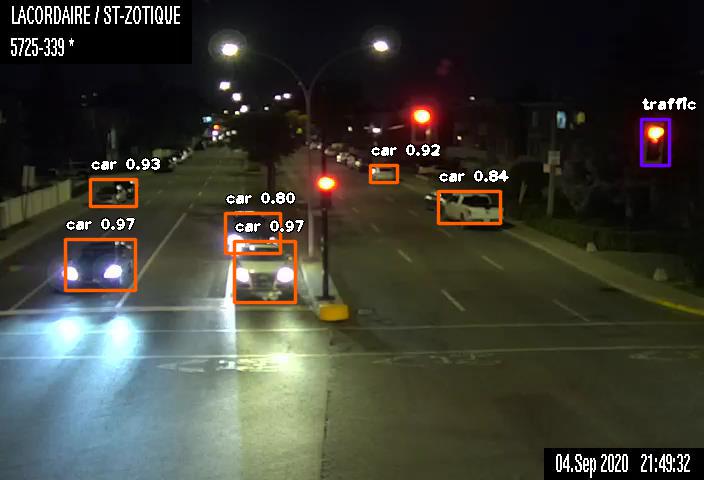 LACORDAIRE / ST-ZOTIQUE
5725-339 *
traffic
car 0.92
car 0.93
car 0.84
car 0.80
car 0.97
car 0.97
04.Sep 2020 21:49:32